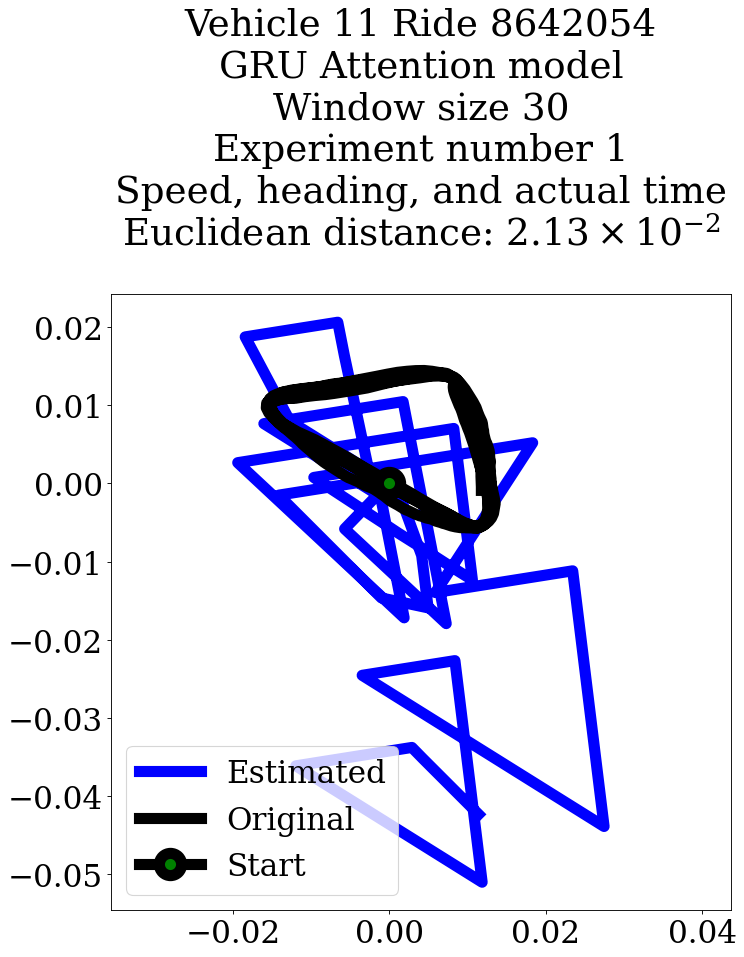 Vehicle 11 Ride 8642054
GRU Attention model
Window size 30
Experiment number 1
Speed, heading, and actual time
Euclidean distance: 2.13 × 10⁻²
0.02
0.01
0.00
−0.01
−0.02
−0.03
−0.04
−0.05
Estimated
Original
Start
−0.02 0.00 0.02 0.04